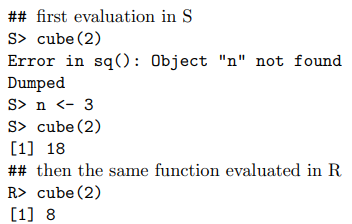 ## first evaluation in S
S> cube(2)
Error in sq(): Object "n" not found
Dumped
S> n <- 3
S> cube(2)
[1] 18
## then the same function evaluated in R
R> cube(2)
[1] 8